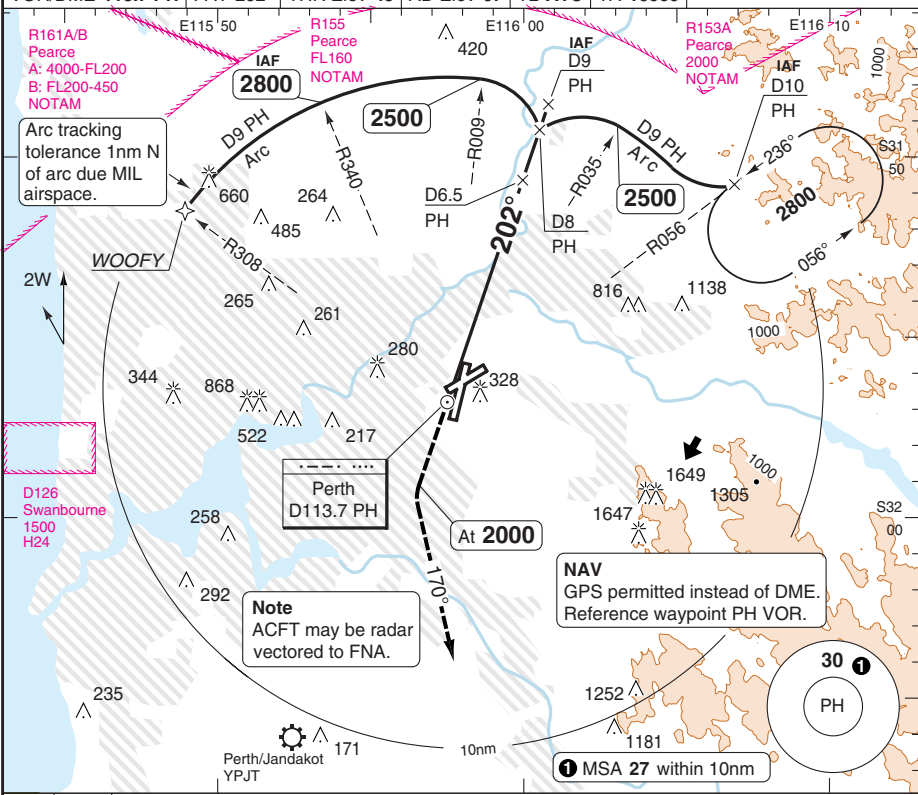 E115 50
E116 00
E116 10
R161A/B
Pearce
A: 4000-FL200
B: FL200-450
NOTAM
R155
Pearce
FL160
NOTAM
R153A
Pearce
2000
NOTAM
420
IAF
2800
IAF
D9
PH
IAF
D10
PH
1000
2500
Arc tracking
tolerance 1nm N
of arc due MIL
airspace.
D9 PH
Arc
R340
R009
R035
D9 PH
Arc
236°
S31
50
660
264
485
D6.5
PH
202°
D8
PH
2500
2800
056°
R056
WOOFY
R308
2W
265
261
816
1138
1000
280
344
868
328
522
217
Perth
D113.7 PH
1649
1000
1305
1647
D126
Swanbourne
1500
H24
258
At 2000
S32
00
170°
292
NAV
GPS permitted instead of DME.
Reference waypoint PH VOR.
Note
ACFT may be radar
vectored to FNA.
30 1
PH
235
1252
171
1181
Perth/Jandakot
YPJT
10nm
1 MSA 27 within 10nm